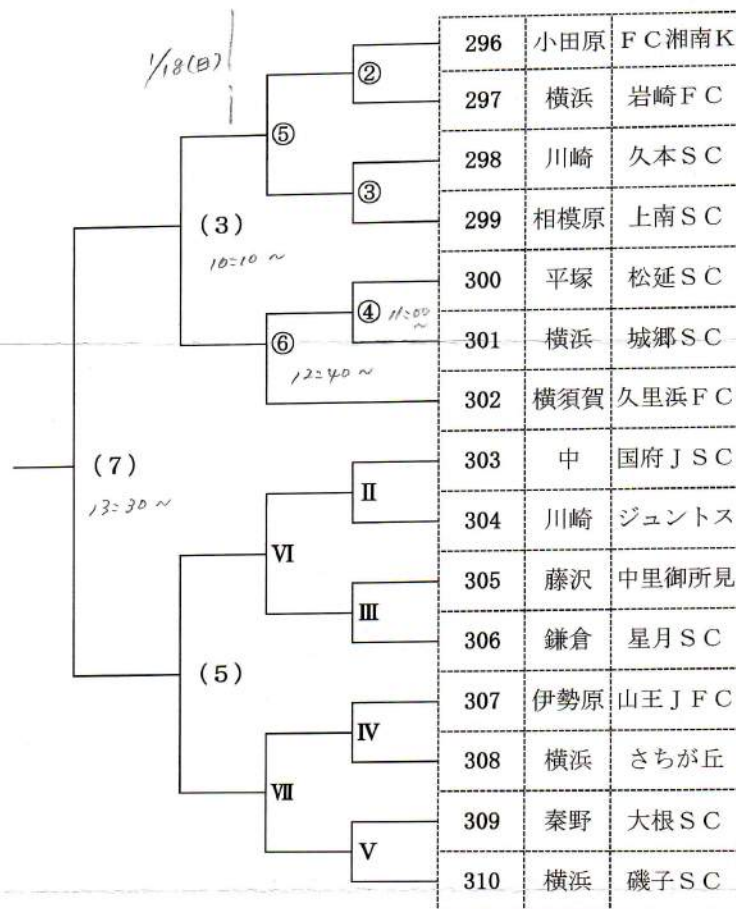 1/18(日)
296 小田原 FC湘南K
②
297 横浜 岩崎FC
⑤
298 川崎 久本SC
③
299 相模原 上南SC
(3)
10:10 ~
300 平塚 松延SC
④ 11:00 ~
301 横浜 城郷SC
⑥
12:40 ~
302 横須賀 久里浜FC
303 中 国府JSC
(7)
13:30 ~
Ⅱ
304 川崎 ジュントス
Ⅵ
305 藤沢 中里御所見
Ⅲ
306 鎌倉 星月SC
(5)
307 伊勢原 山王JFC
Ⅳ
308 横浜 さちが丘
Ⅶ
309 秦野 大根SC
Ⅴ
310 横浜 磯子SC